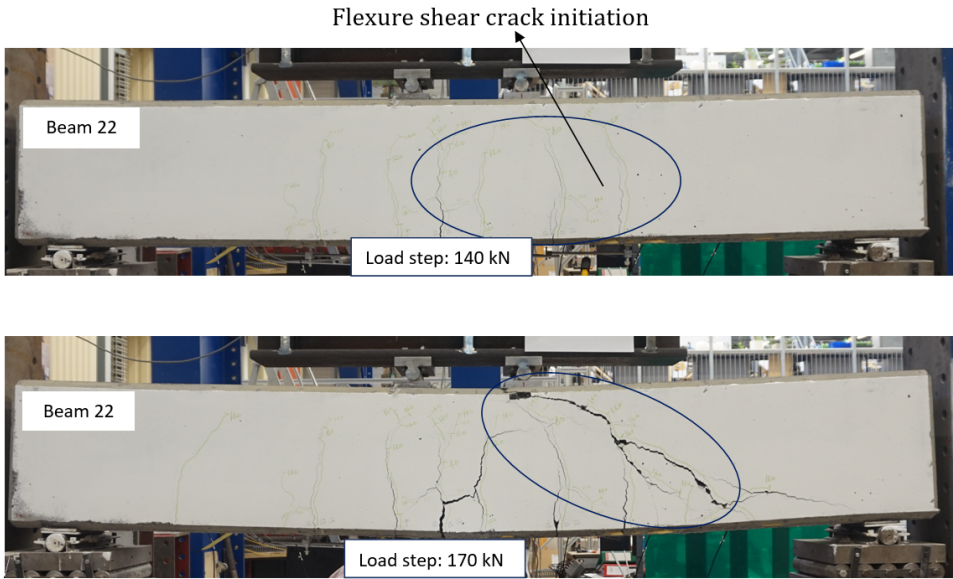 Flexure shear crack initiation
Beam 22
Load step: 140 kN
Beam 22
Load step: 170 kN